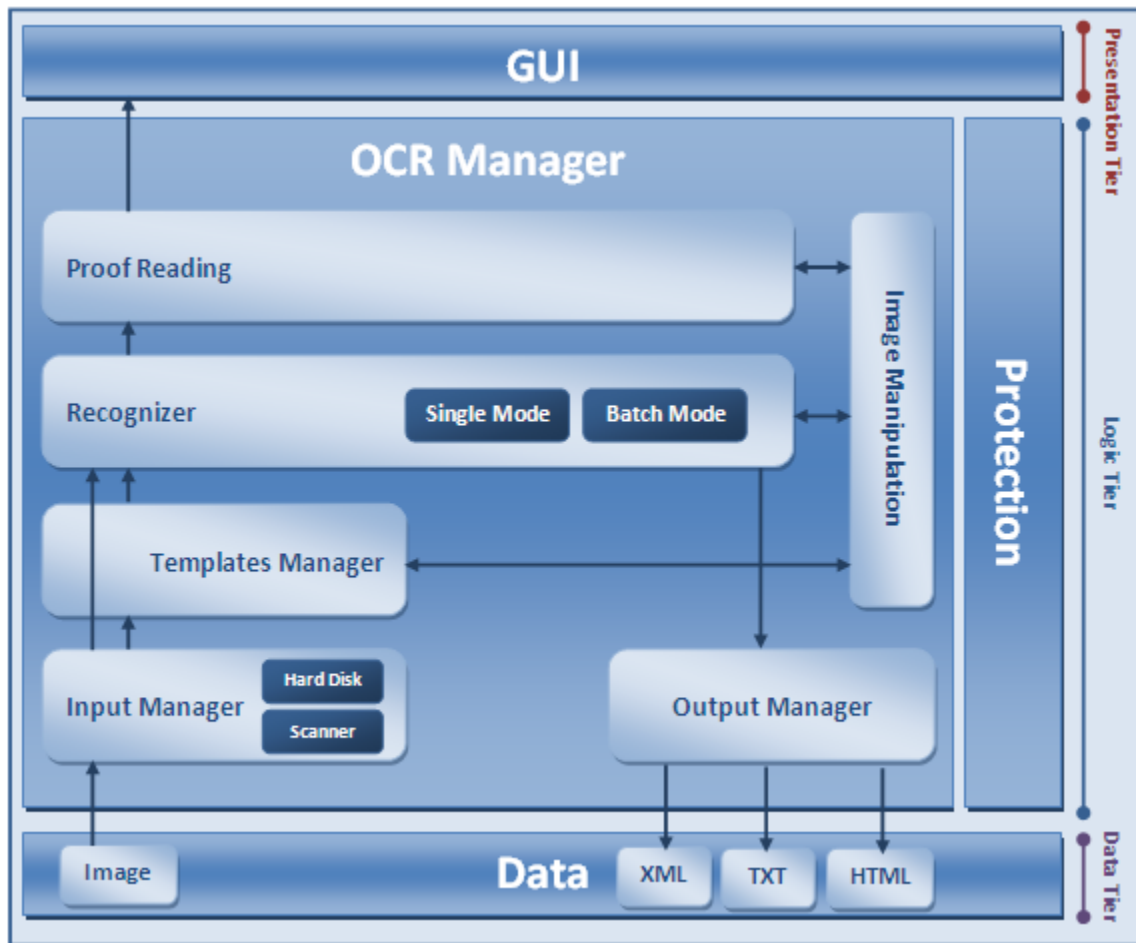 GUI
Presentation Tier
OCR Manager
Proof Reading
Image Manipulation
Protection
Recognizer
Single Mode
Batch Mode
Logic Tier
Templates Manager
Input Manager
Hard Disk
Scanner
Output Manager
Data
Image
XML
TXT
HTML
Data Tier